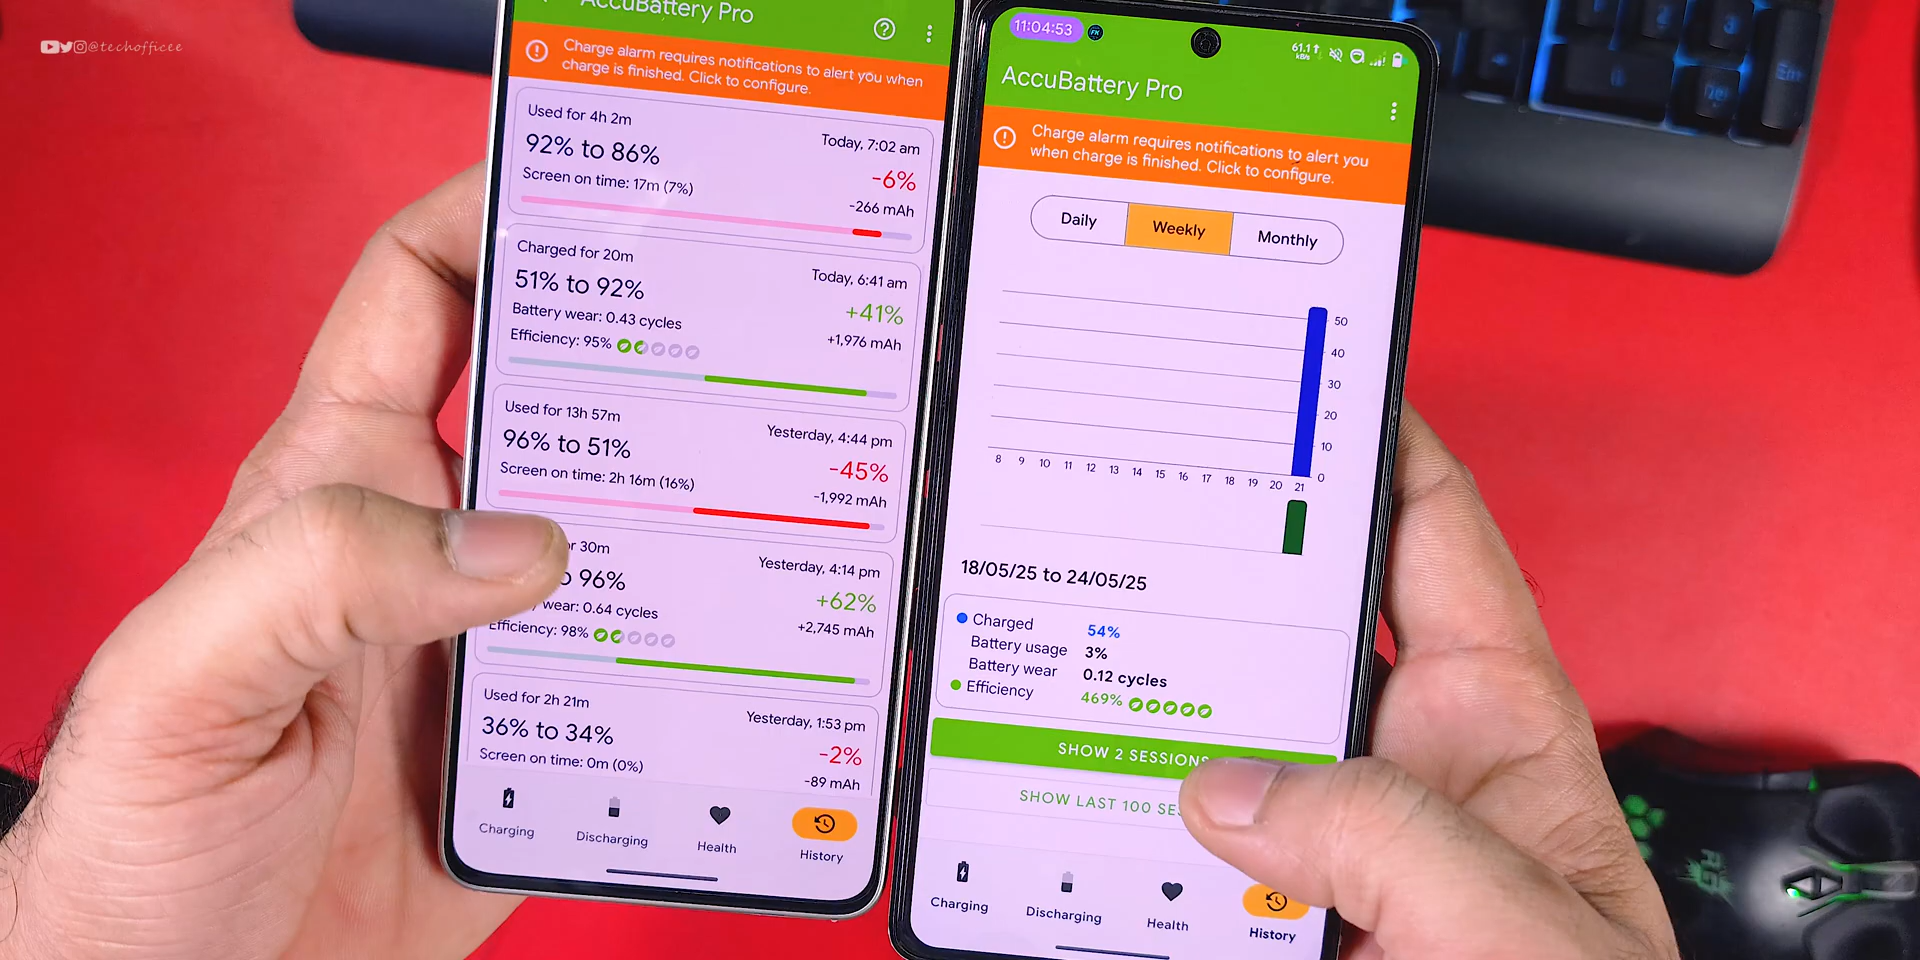 @techofficee
AccuBattery Pro
Charge alarm requires notifications to alert you when
charge is finished. Click to configure.
Used for 4h 2m
Today, 7:02 am
92% to 86%
-6%
Screen on time: 17m (7%)
-266 mAh
Charged for 20m
Today, 6:41 am
51% to 92%
+41%
Battery wear: 0.43 cycles
+1,976 mAh
Efficiency: 95%
Used for 13h 57m
Yesterday, 4:44 pm
96% to 51%
-45%
Screen on time: 2h 16m (16%)
-1,992 mAh
30m
Yesterday, 4:14 pm
96%
+62%
wear: 0.64 cycles
+2,745 mAh
Efficiency: 98%
Used for 2h 21m
Yesterday, 1:53 pm
36% to 34%
-2%
Screen on time: 0m (0%)
-89 mAh
Charging
Discharging
Health
History
11:04:53
61.1
kB/s
AccuBattery Pro
Charge alarm requires notifications to alert you
when charge is finished. Click to configure.
Daily
Weekly
Monthly
50
40
30
20
10
0
8 9 10 11 12 13 14 15 16 17 18 19 20 21
18/05/25 to 24/05/25
Charged 54%
Battery usage 3%
Battery wear 0.12 cycles
Efficiency 469%
SHOW 2 SESSIONS
SHOW LAST 100
Charging
Discharging
Health
History